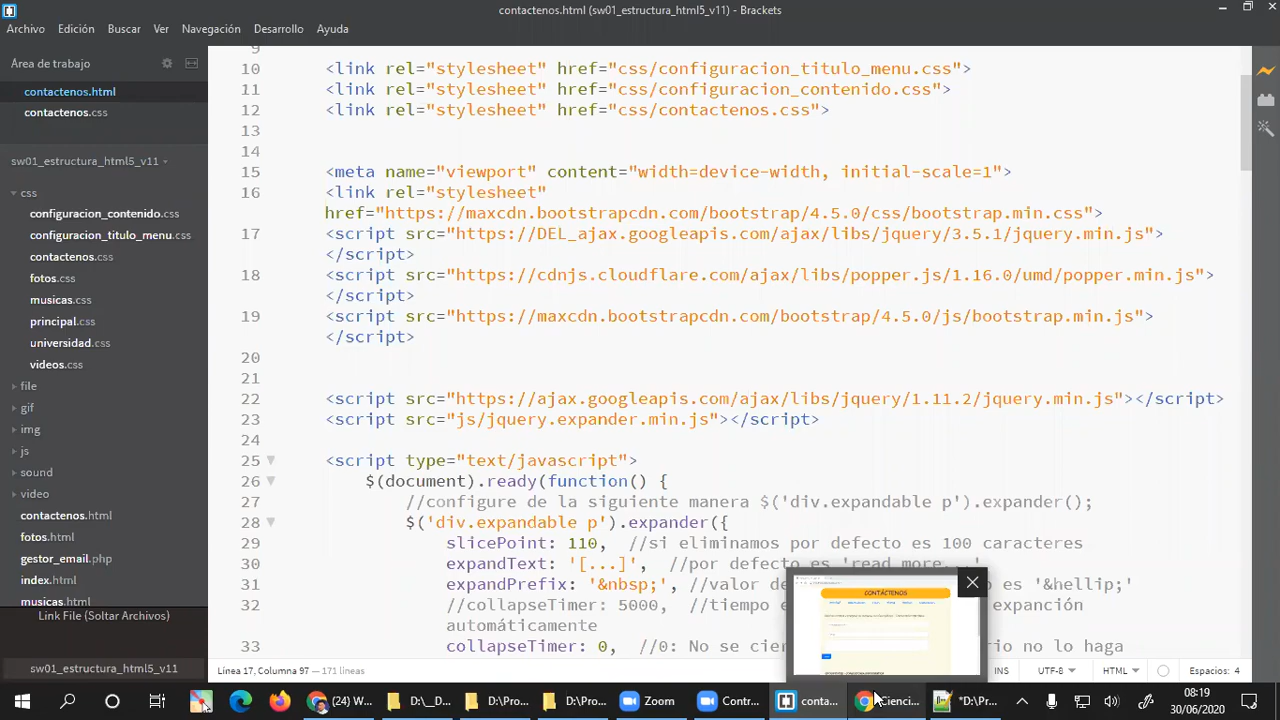 contactenos.html (sw01_estructura_html5_v11) - Brackets
Archivo Edición Buscar Ver Navegación Desarrollo Ayuda
Área de trabajo
contactenos.html
contactenos.css
sw01_estructura_html5_v11
css
configuracion_contenido.css
configuracion_titulo_menu.css
contactenos.css
fotos.css
musicas.css
principal.css
universidad.css
videos.css
file
gif
img
js
sound
video
contactenos.html
fotos.html
gestor_email.php
index.html
musicas.html
Link File (Soltar Archivos)
sw01_estructura_html5_v11
9
10 <link rel="stylesheet" href="css/configuracion_titulo_menu.css">
11 <link rel="stylesheet" href="css/configuracion_contenido.css">
12 <link rel="stylesheet" href="css/contactenos.css">
13
14
15 <meta name="viewport" content="width=device-width, initial-scale=1">
16 <link rel="stylesheet"
href="https://maxcdn.bootstrapcdn.com/bootstrap/4.5.0/css/bootstrap.min.css">
17 <script src="https://DEL_ajax.googleapis.com/ajax/libs/jquery/3.5.1/jquery.min.js">
</script>
18 <script src="https://cdnjs.cloudflare.com/ajax/libs/popper.js/1.16.0/umd/popper.min.js">
</script>
19 <script src="https://maxcdn.bootstrapcdn.com/bootstrap/4.5.0/js/bootstrap.min.js">
</script>
20
21
22 <script src="https://ajax.googleapis.com/ajax/libs/jquery/1.11.2/jquery.min.js"></script>
23 <script src="js/jquery.expander.min.js"></script>
24
25 <script type="text/javascript">
26 $(document).ready(function() {
27 //configure de la siguiente manera $('div.expandable p').expander();
28 $('div.expandable p').expander({
29 slicePoint: 110, //si eliminamos por defecto es 100 caracteres
30 expandText: '[...]', //por defecto es 'read more...'
31 expandPrefix: '&nbsp;', //valor de es '&hellip;'
32 //collapseTimer: 5000, //tiempo e expanción
automáticamente
33 collapseTimer: 0, //0: No se cier rio no lo haga
CONTÁCTENOS
Línea 17, Columna 97 — 171 líneas
INS UTF-8 HTML Espacios: 4
(24) W... D:\_... D:\Pro... D:\Pro... Zoom Contr... conta... Cienci... *D:\Pr...
08:19
30/06/2020